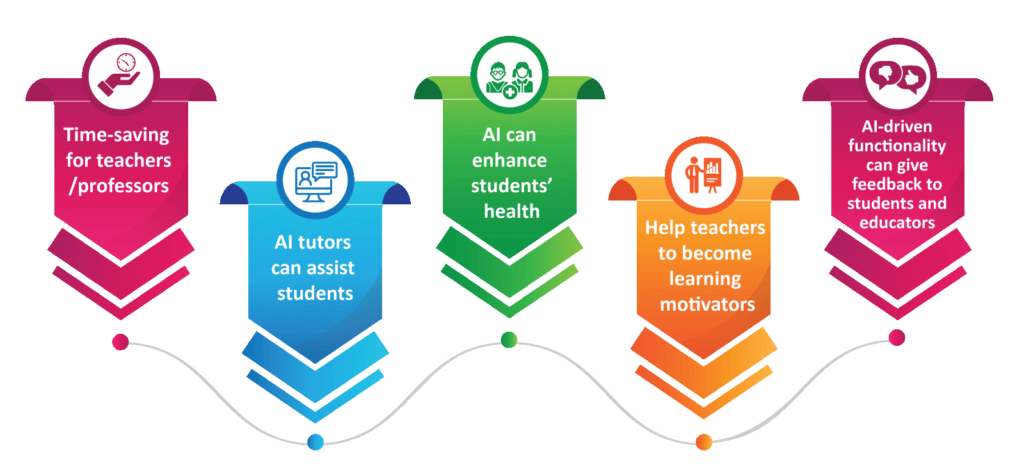 Time-saving
for teachers
/professors
AI tutors
can assist
students
AI can
enhance
students’
health
Help teachers
to become
learning
motivators
AI-driven
functionality
can give
feedback to
students and
educators